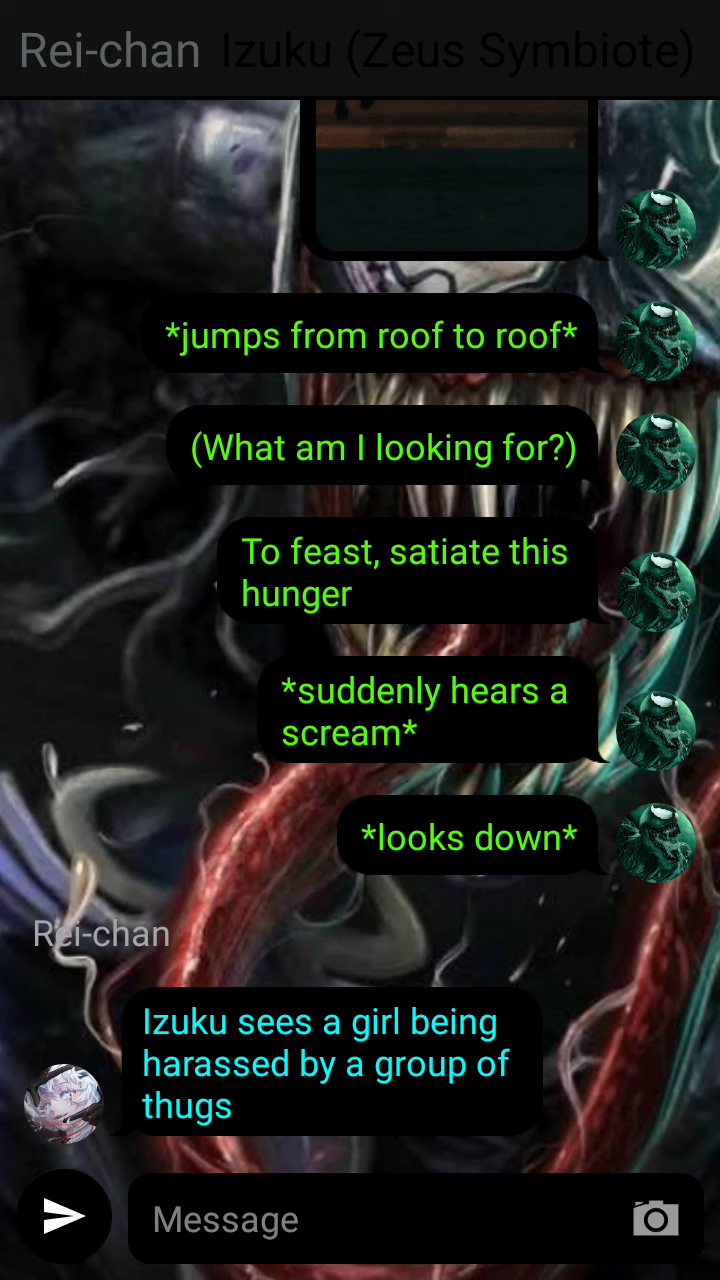 Rei-chan Izuku (Zeus Symbiote)
*jumps from roof to roof*
(What am I looking for?)
To feast, satiate this
hunger
*suddenly hears a
scream*
*looks down*
Rei-chan
Izuku sees a girl being
harassed by a group of
thugs
Message